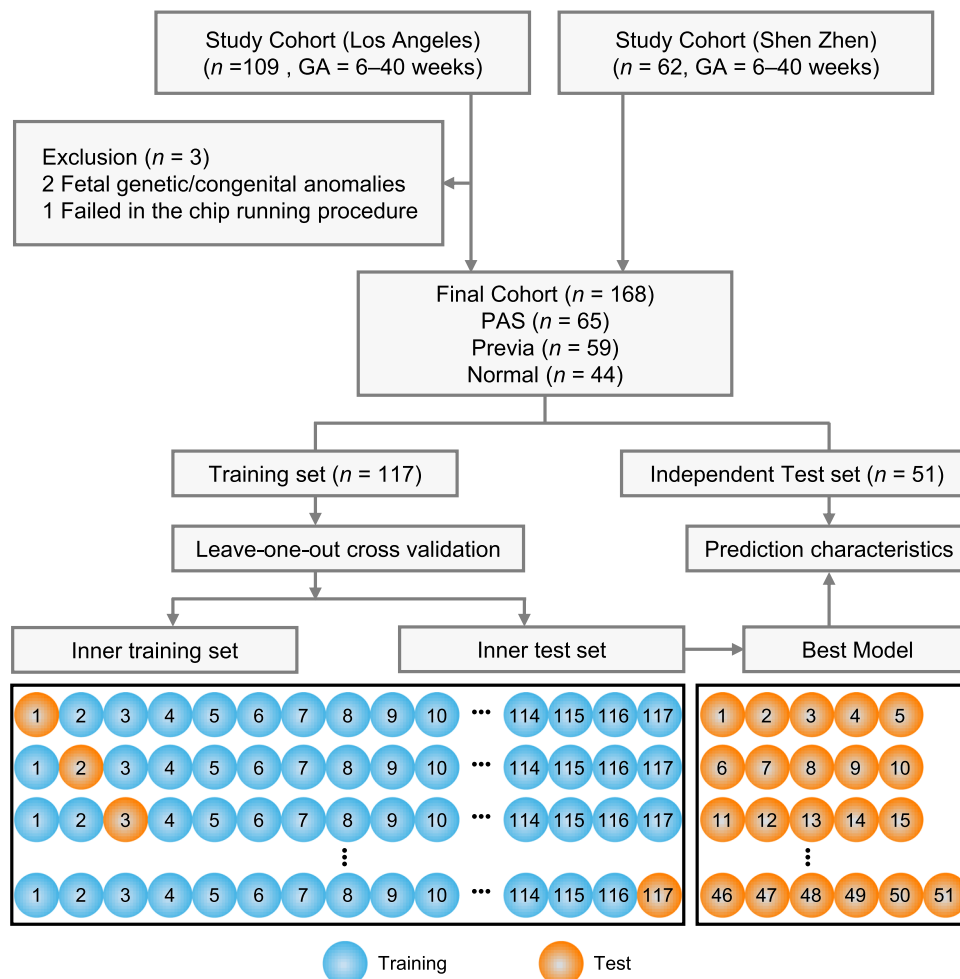 Study Cohort (Los Angeles)
(n =109 , GA = 6–40 weeks)
Study Cohort (Shen Zhen)
(n = 62, GA = 6–40 weeks)
Exclusion (n = 3)
2 Fetal genetic/congenital anomalies
1 Failed in the chip running procedure
Final Cohort (n = 168)
PAS (n = 65)
Previa (n = 59)
Normal (n = 44)
Training set (n = 117)
Independent Test set (n = 51)
Leave-one-out cross validation
Prediction characteristics
Inner training set
Inner test set
Best Model
1 2 3 4 5 6 7 8 9 10 ··· 114 115 116 117
1 2 3 4 5 6 7 8 9 10 ··· 114 115 116 117
1 2 3 4 5 6 7 8 9 10 ··· 114 115 116 117
⋮
1 2 3 4 5 6 7 8 9 10 ··· 114 115 116 117
1 2 3 4 5
6 7 8 9 10
11 12 13 14 15
⋮
46 47 48 49 50 51
Training
Test